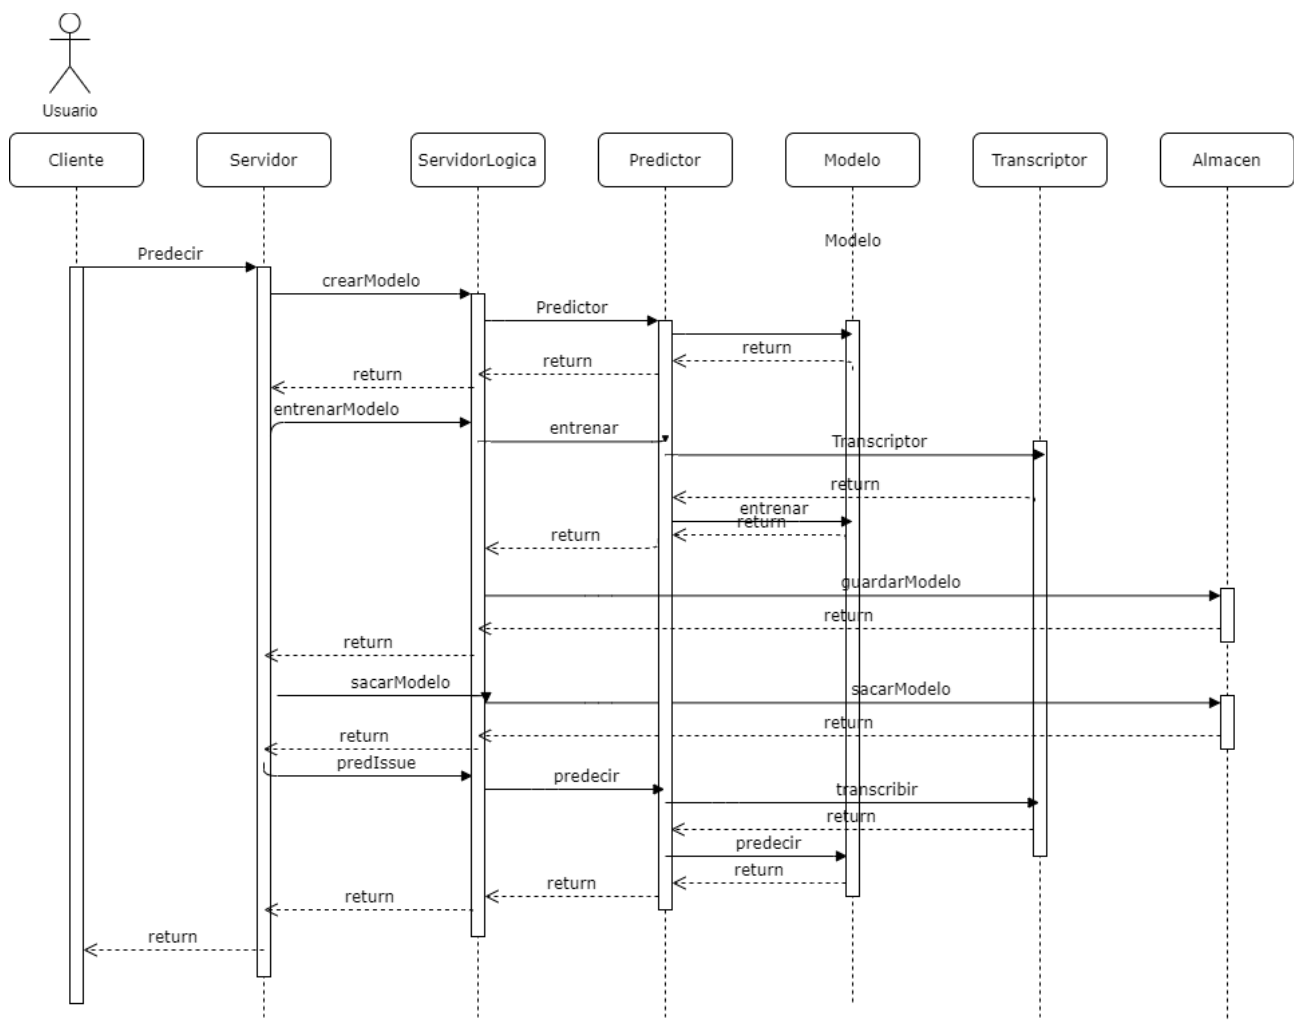 Usuario
Cliente
Servidor
ServidorLogica
Predictor
Modelo
Transcriptor
Almacen
Modelo
Predecir
crearModelo
Predictor
return
return
return
entrenarModelo
entrenar
Transcriptor
return
entrenar
return
return
guardarModelo
return
return
sacarModelo
sacarModelo
return
return
predIssue
predecir
transcribir
return
predecir
return
return
return
return